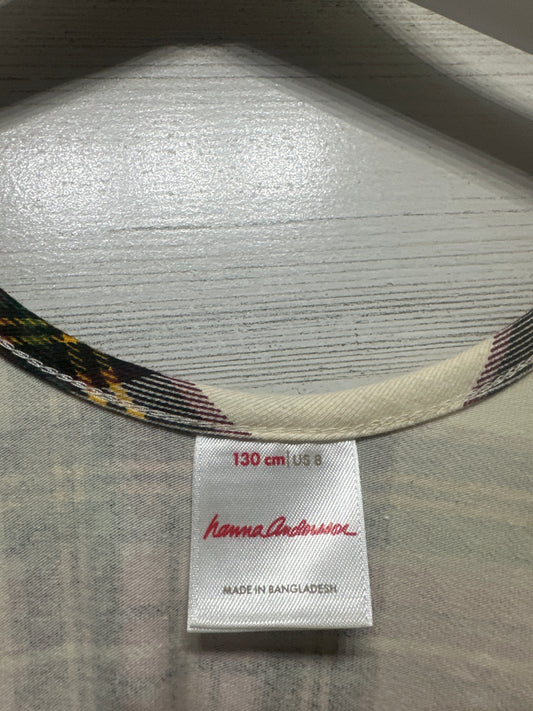 130 cm|US 8
hanna Andersson
MADE IN BANGLADESH